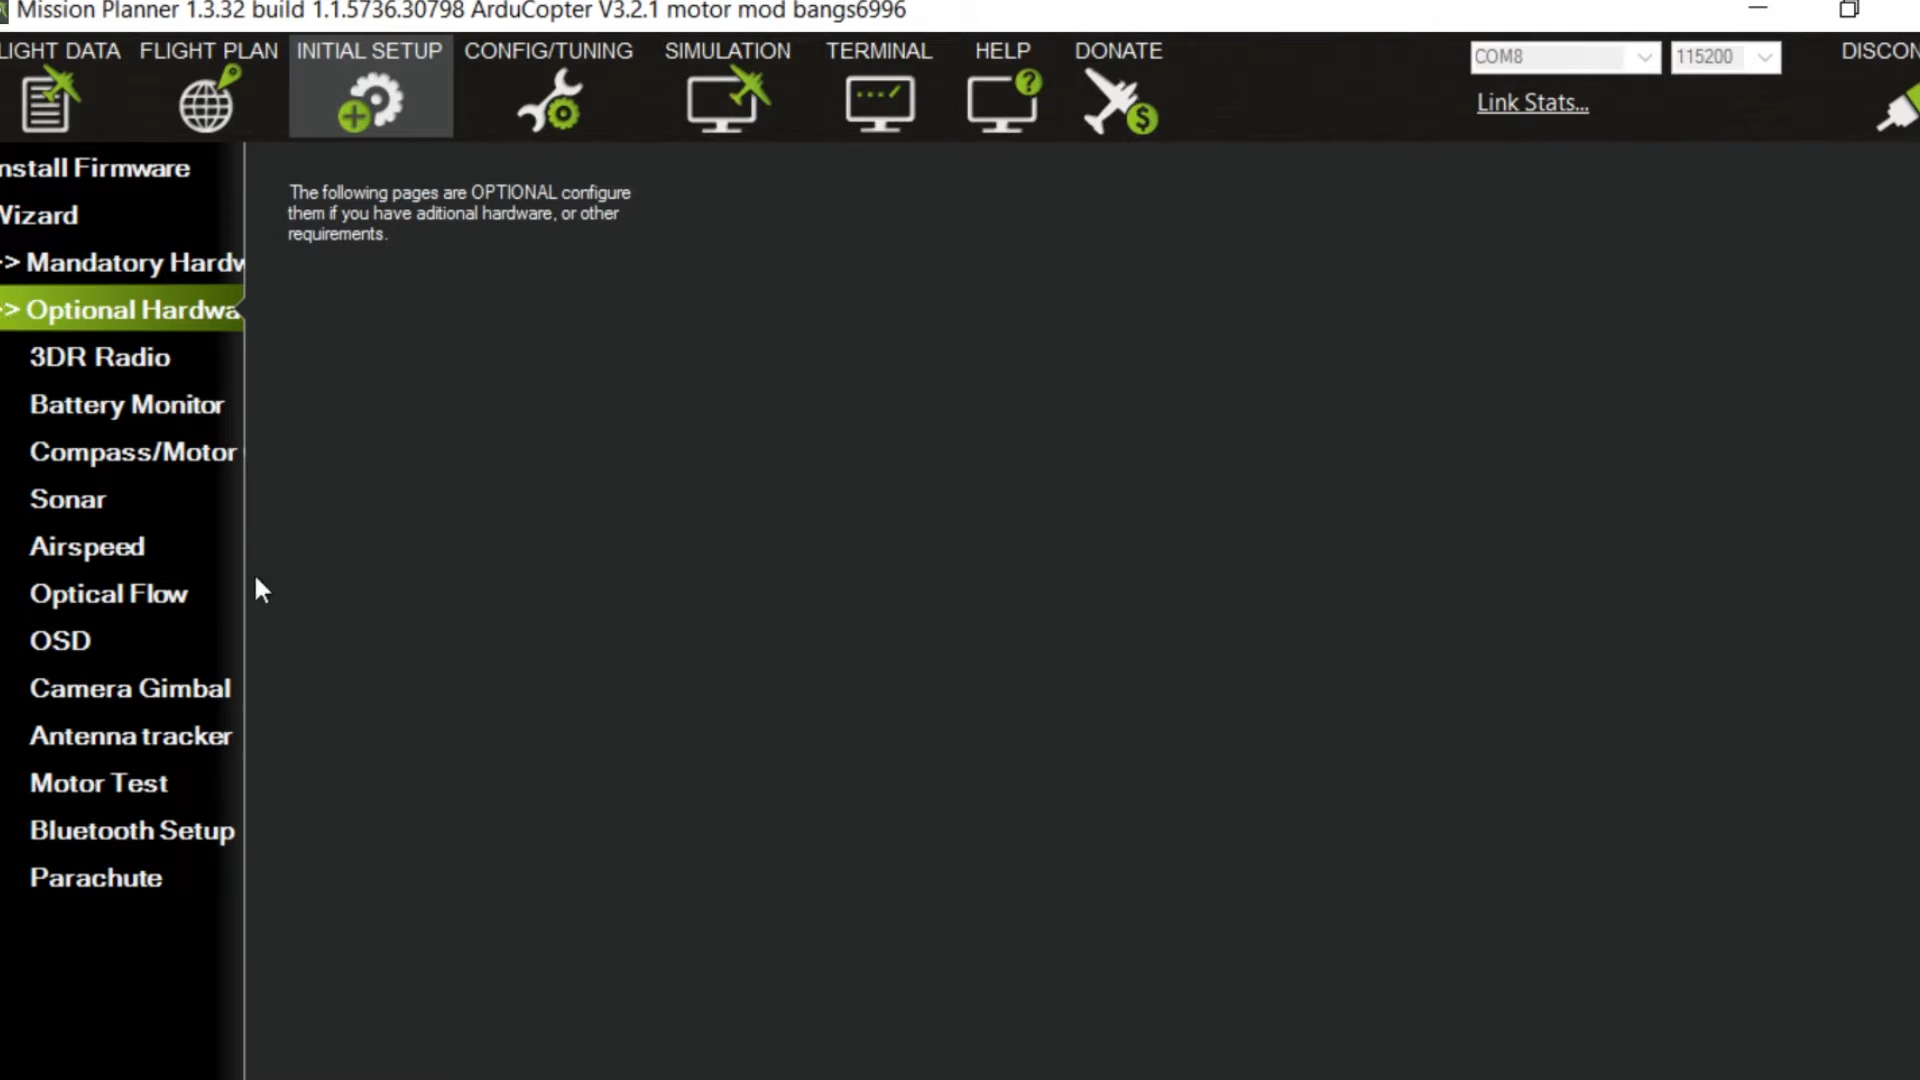 Mission Planner 1.3.32 build 1.1.5736.30798 ArduCopter V3.2.1 motor mod bangs6996
LIGHT DATA FLIGHT PLAN INITIAL SETUP CONFIG/TUNING SIMULATION TERMINAL HELP DONATE COM8 115200 DISCON
Link Stats...
nstall Firmware
Wizard
> Mandatory Hardw
>> Optional Hardwa
3DR Radio
Battery Monitor
Compass/Motor
Sonar
Airspeed
Optical Flow
OSD
Camera Gimbal
Antenna tracker
Motor Test
Bluetooth Setup
Parachute
The following pages are OPTIONAL configure
them if you have aditional hardware, or other
requirements.